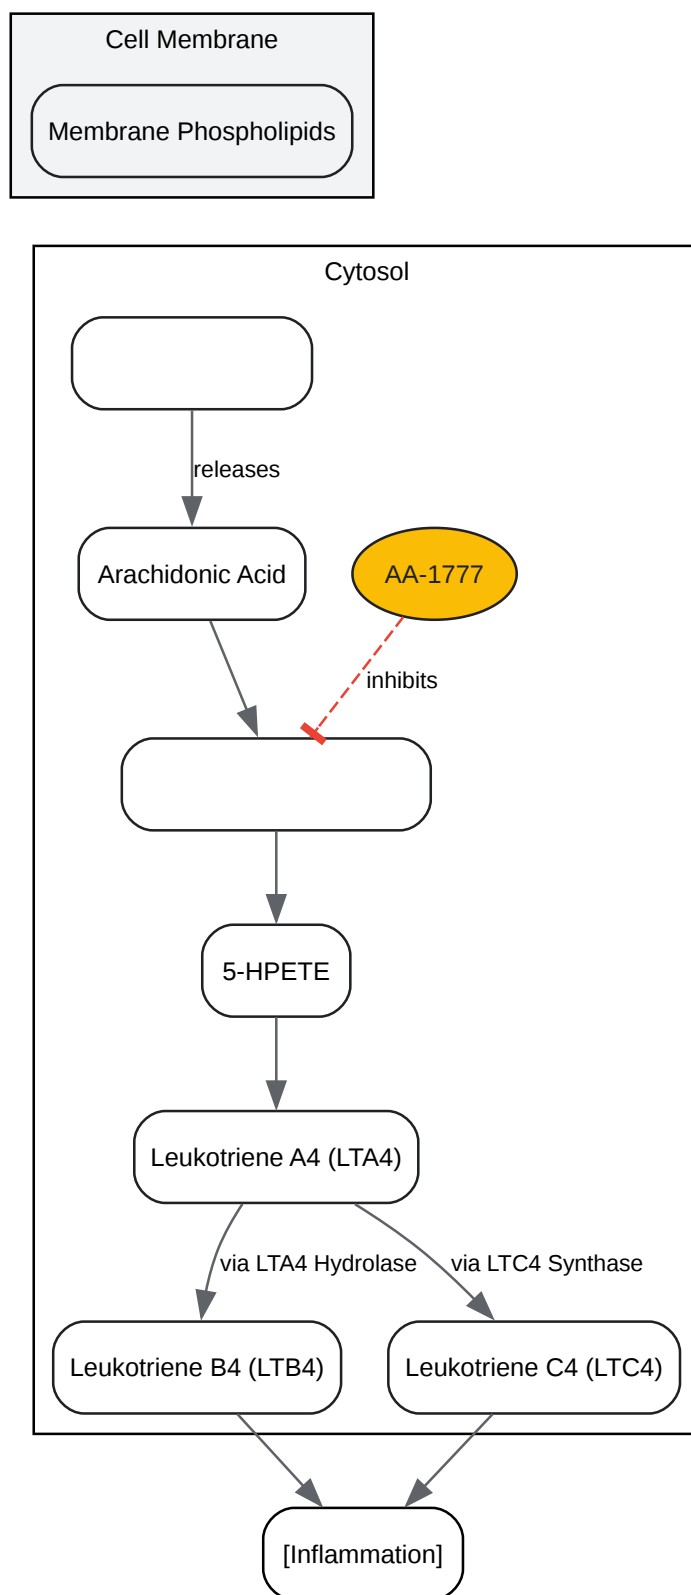 Cell Membrane
Membrane Phospholipids
Cytosol
releases
Arachidonic Acid
AA-1777
inhibits
5-HPETE
Leukotriene A4 (LTA4)
via LTA4 Hydrolase
via LTC4 Synthase
Leukotriene B4 (LTB4)
Leukotriene C4 (LTC4)
[Inflammation]